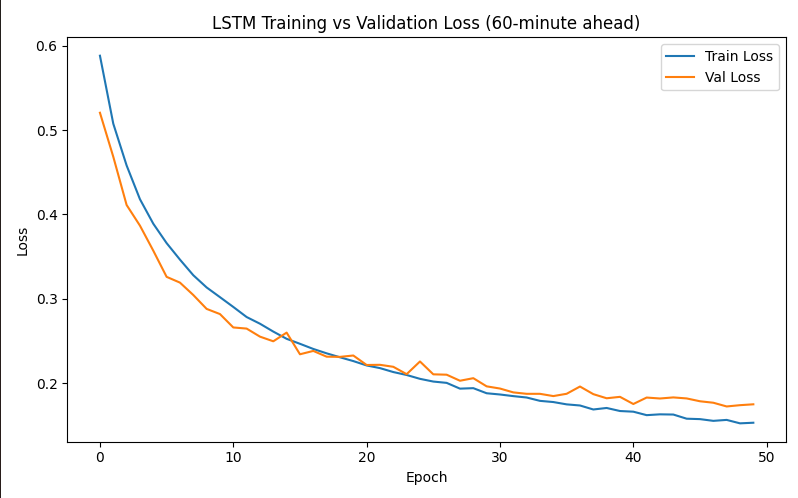 LSTM Training vs Validation Loss (60-minute ahead)
Train Loss
Val Loss
Loss
0.6
0.5
0.4
0.3
0.2
0 10 20 30 40 50
Epoch